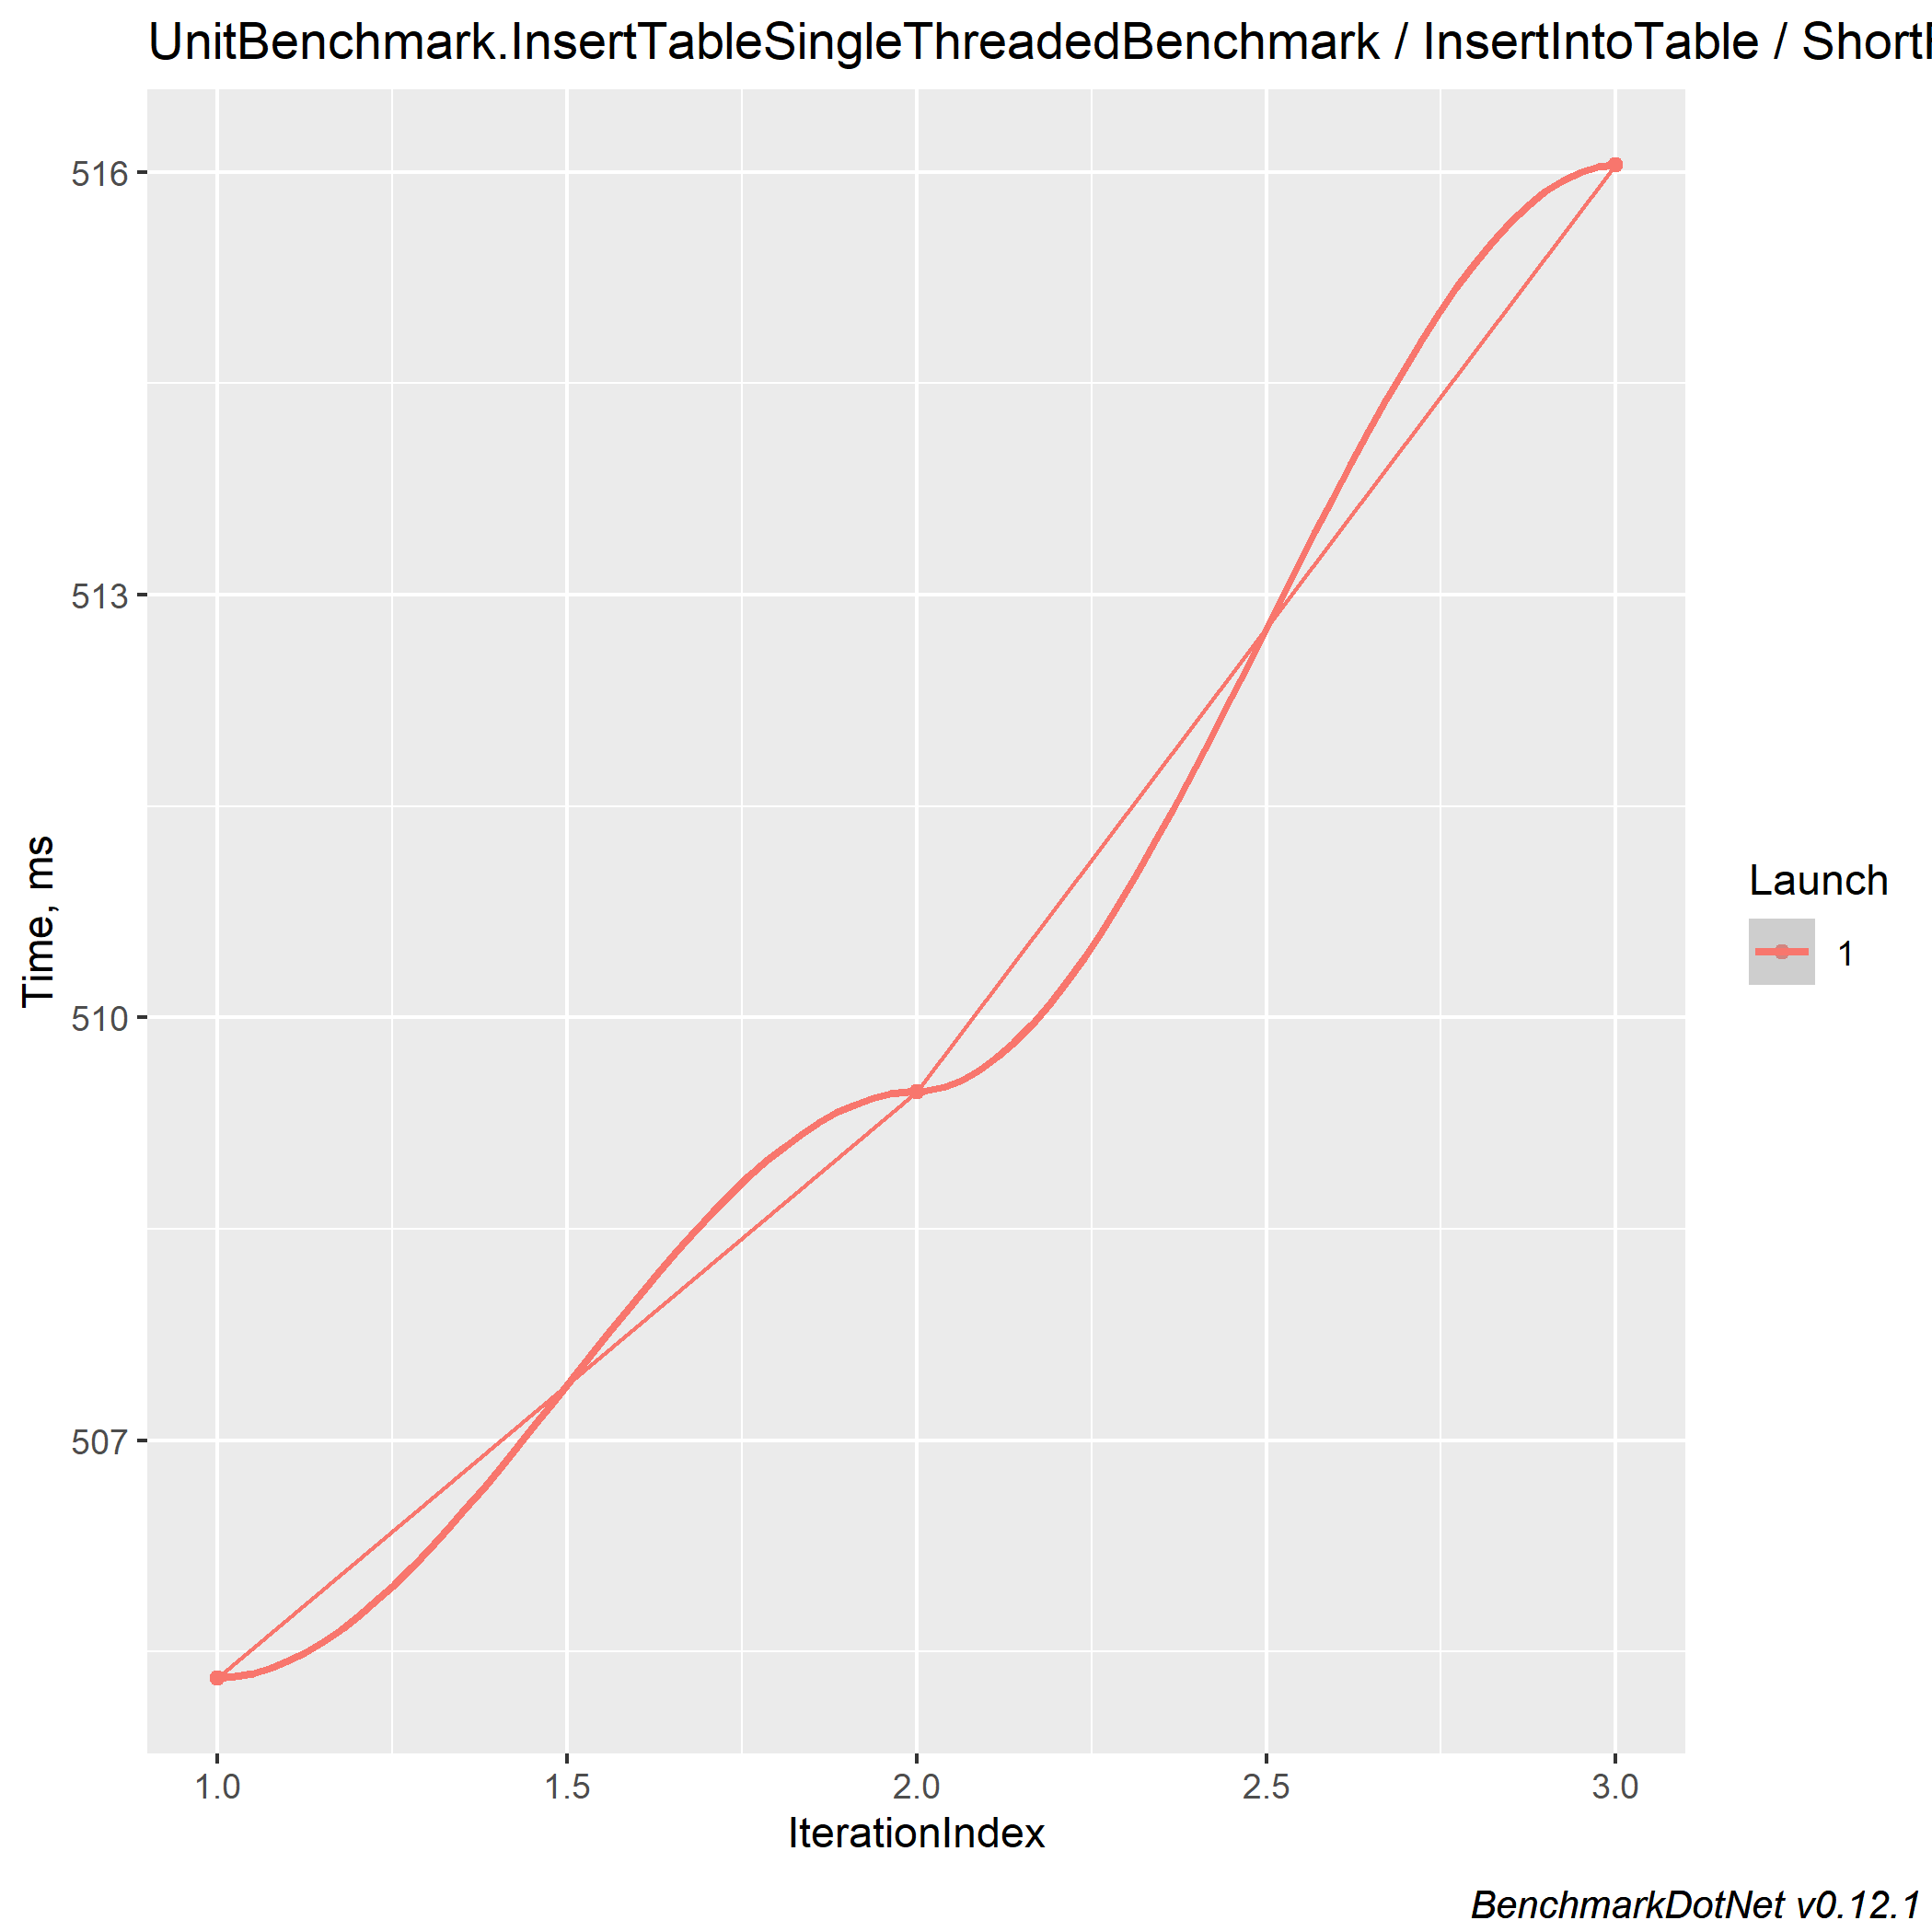 UnitBenchmark.InsertTableSingleThreadedBenchmark / InsertIntoTable /
516
513
510
507
Time, ms
1.0 1.5 2.0 2.5 3.0
IterationIndex
Launch
1
BenchmarkDotNet v0.12.1